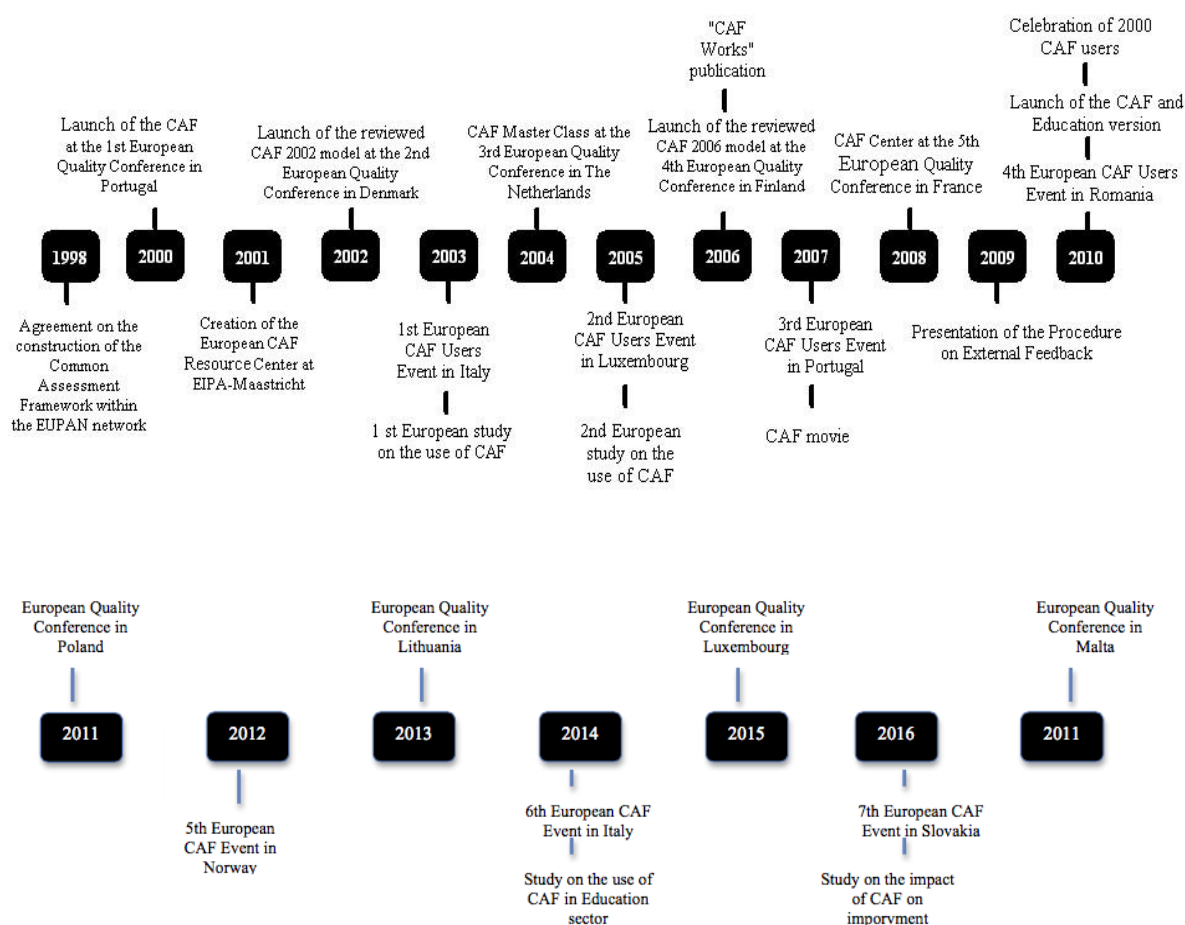 "CAF
Works"
publication
Celebration of 2000
CAF users
Launch of the CAF
at the 1st European
Quality Conference in
Portugal
Launch of the reviewed
CAF 2002 model at the 2nd
European Quality
Conference in Denmark
CAF Master Class at the
3rd European Quality
Conference in The
Netherlands
Launch of the reviewed
CAF 2006 model at the
4th European Quality
Conference in Finland
CAF Center at the 5th
European Quality
Conference in France
Launch of the CAF and
Education version
4th European CAF Users
Event in Romania
1998
2000
2001
2002
2003
2004
2005
2006
2007
2008
2009
2010
Agreement on the
construction of the
Common
Assessment
Framework within
the EUPAN network
Creation of the
European CAF
Resource Center at
EIPA-Maastricht
1st European
CAF Users
Event in Italy
1 st European study
on the use of CAF
2nd European
CAF Users Event
in Luxembourg
2nd European
study on the
use of CAF
3rd European
CAF Users Event
in Portugal
CAF movie
Presentation of the Procedure
on External Feedback
European Quality
Conference in
Poland
European Quality
Conference in
Lithuania
European Quality
Conference in
Luxembourg
European Quality
Conference in
Malta
2011
2012
2013
2014
2015
2016
2011
5th European
CAF Event in
Norway
6th European CAF
Event in Italy
Study on the use of
CAF in Education
sector
7th European CAF
Event in Slovakia
Study on the impact
of CAF on
imporvment